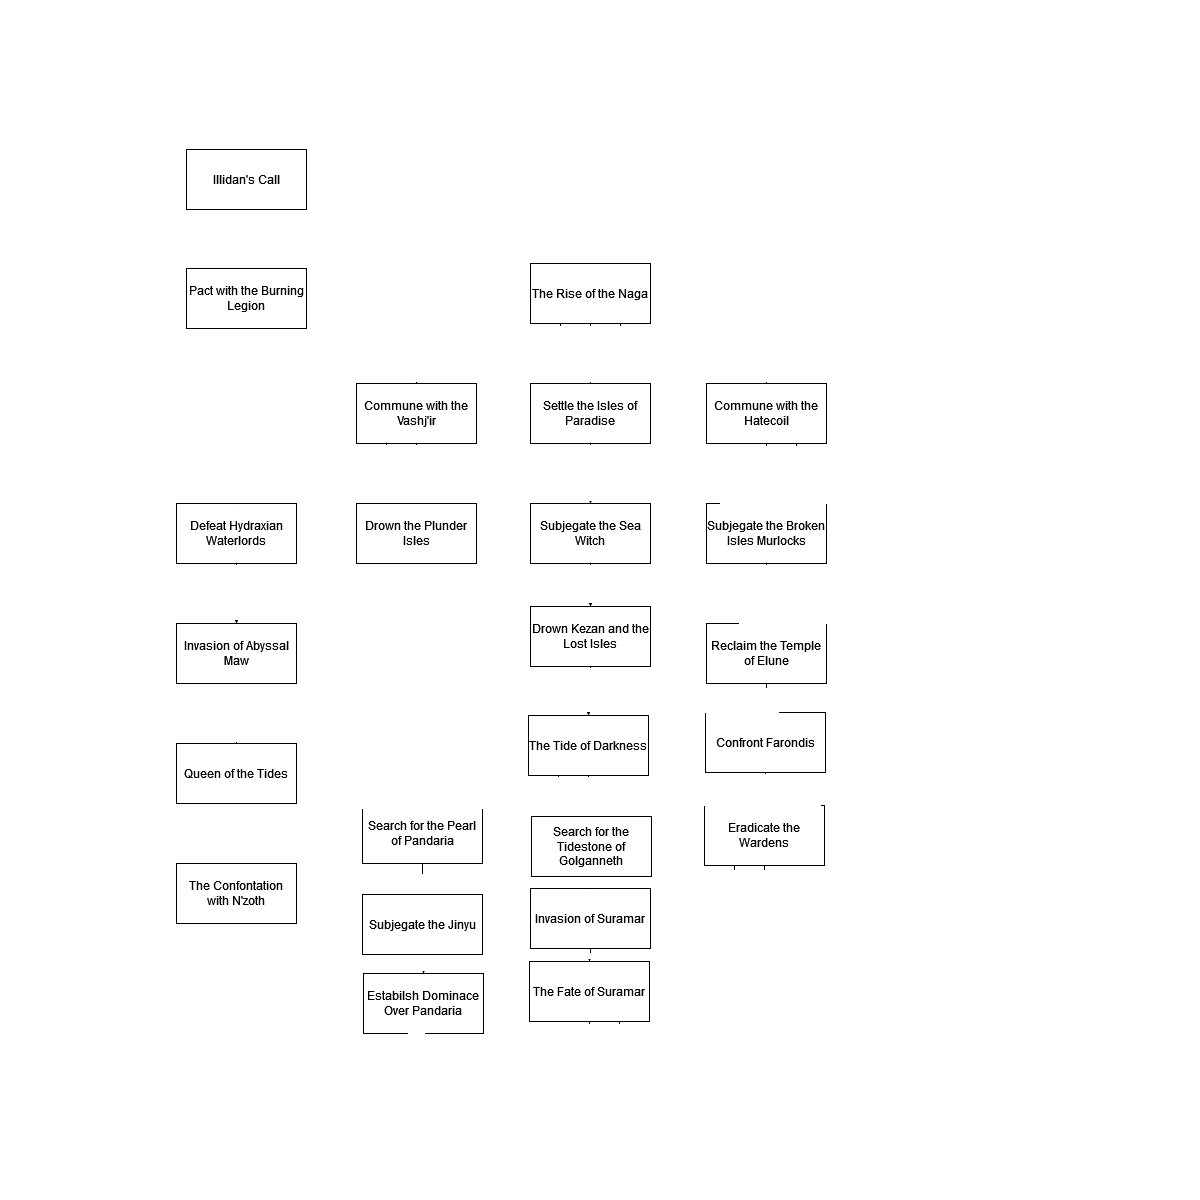 Illidan's Call
Pact with the Burning
Legion
The Rise of the Naga
Commune with the
Vashj'ir
Settle the Isles of
Paradise
Commune with the
Hatecoil
Defeat Hydraxian
Waterlords
Drown the Plunder
Isles
Subjegate the Sea
Witch
Subjegate the Broken
Isles Murlocks
Drown Kezan and the
Lost Isles
Invasion of Abyssal
Maw
Reclaim the Temple
of Elune
The Tide of Darkness
Confront Farondis
Queen of the Tides
Search for the Pearl
of Pandaria
Search for the
Tidestone of
Golganneth
Eradicate the
Wardens
The Confontation
with N'zoth
Subjegate the Jinyu
Invasion of Suramar
Estabilsh Dominace
Over Pandaria
The Fate of Suramar